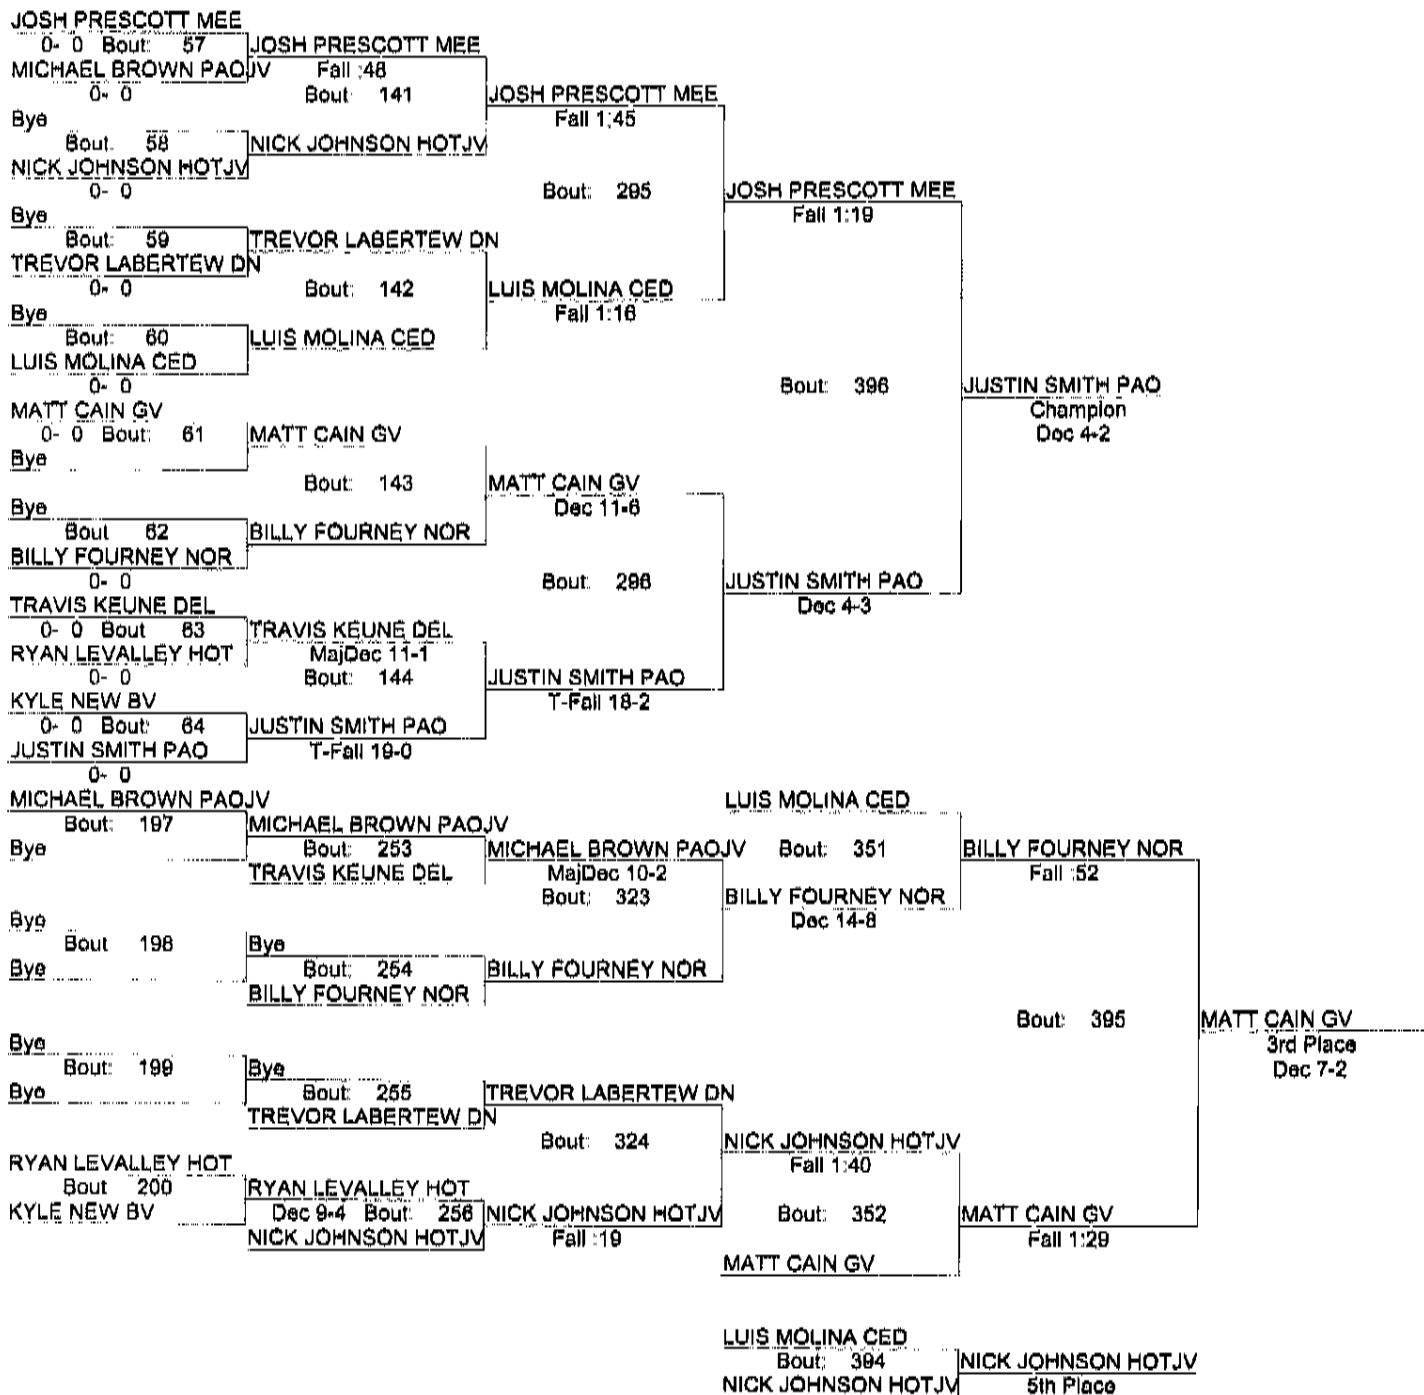 JOSH PRESCOTT MEE
0- 0 Bout: 57 JOSH PRESCOTT MEE
MICHAEL BROWN PAOJV Fall :48
0- 0 Bout: 141 JOSH PRESCOTT MEE
Bye Fall 1:45
Bout: 58 NICK JOHNSON HOTJV
NICK JOHNSON HOTJV
0- 0 Bout: 295 JOSH PRESCOTT MEE
Bye Fall 1:19
Bout: 59 TREVOR LABERTEW DN
TREVOR LABERTEW DN
0- 0 Bout: 142 LUIS MOLINA CED
Bye Fall 1:16
Bout: 60 LUIS MOLINA CED
LUIS MOLINA CED
0- 0 Bout: 396 JUSTIN SMITH PAO
MATT CAIN GV Champion
0- 0 Bout: 61 MATT CAIN GV Dec 4-2
Bye
Bout: 143 MATT CAIN GV
Bye Dec 11-6
Bout 62 BILLY FOURNEY NOR
BILLY FOURNEY NOR
0- 0 Bout: 296 JUSTIN SMITH PAO
TRAVIS KEUNE DEL Dec 4-3
0- 0 Bout 63 TRAVIS KEUNE DEL
RYAN LEVALLEY HOT MajDec 11-1
0- 0 Bout: 144 JUSTIN SMITH PAO
KYLE NEW BV T-Fall 18-2
0- 0 Bout: 64 JUSTIN SMITH PAO
JUSTIN SMITH PAO T-Fall 19-0
0- 0
MICHAEL BROWN PAOJV LUIS MOLINA CED
Bout: 197 MICHAEL BROWN PAOJV
Bye Bout: 253 MICHAEL BROWN PAOJV Bout: 351 BILLY FOURNEY NOR
TRAVIS KEUNE DEL MajDec 10-2 Fall :52
Bout: 323 BILLY FOURNEY NOR
Bye Dec 14-8
Bout 198 Bye
Bye Bout: 254 BILLY FOURNEY NOR
BILLY FOURNEY NOR
Bout: 395 MATT CAIN GV
Bye 3rd Place
Bout: 199 Bye Dec 7-2
Bye Bout: 255 TREVOR LABERTEW DN
TREVOR LABERTEW DN
Bout: 324 NICK JOHNSON HOTJV
RYAN LEVALLEY HOT Fall 1:40
Bout 200 RYAN LEVALLEY HOT
KYLE NEW BV Dec 9-4 Bout: 256 NICK JOHNSON HOTJV Bout: 352 MATT CAIN GV
NICK JOHNSON HOTJV Fall :19 Fall 1:29
MATT CAIN GV
LUIS MOLINA CED
Bout: 394 NICK JOHNSON HOTJV
NICK JOHNSON HOTJV 5th Place